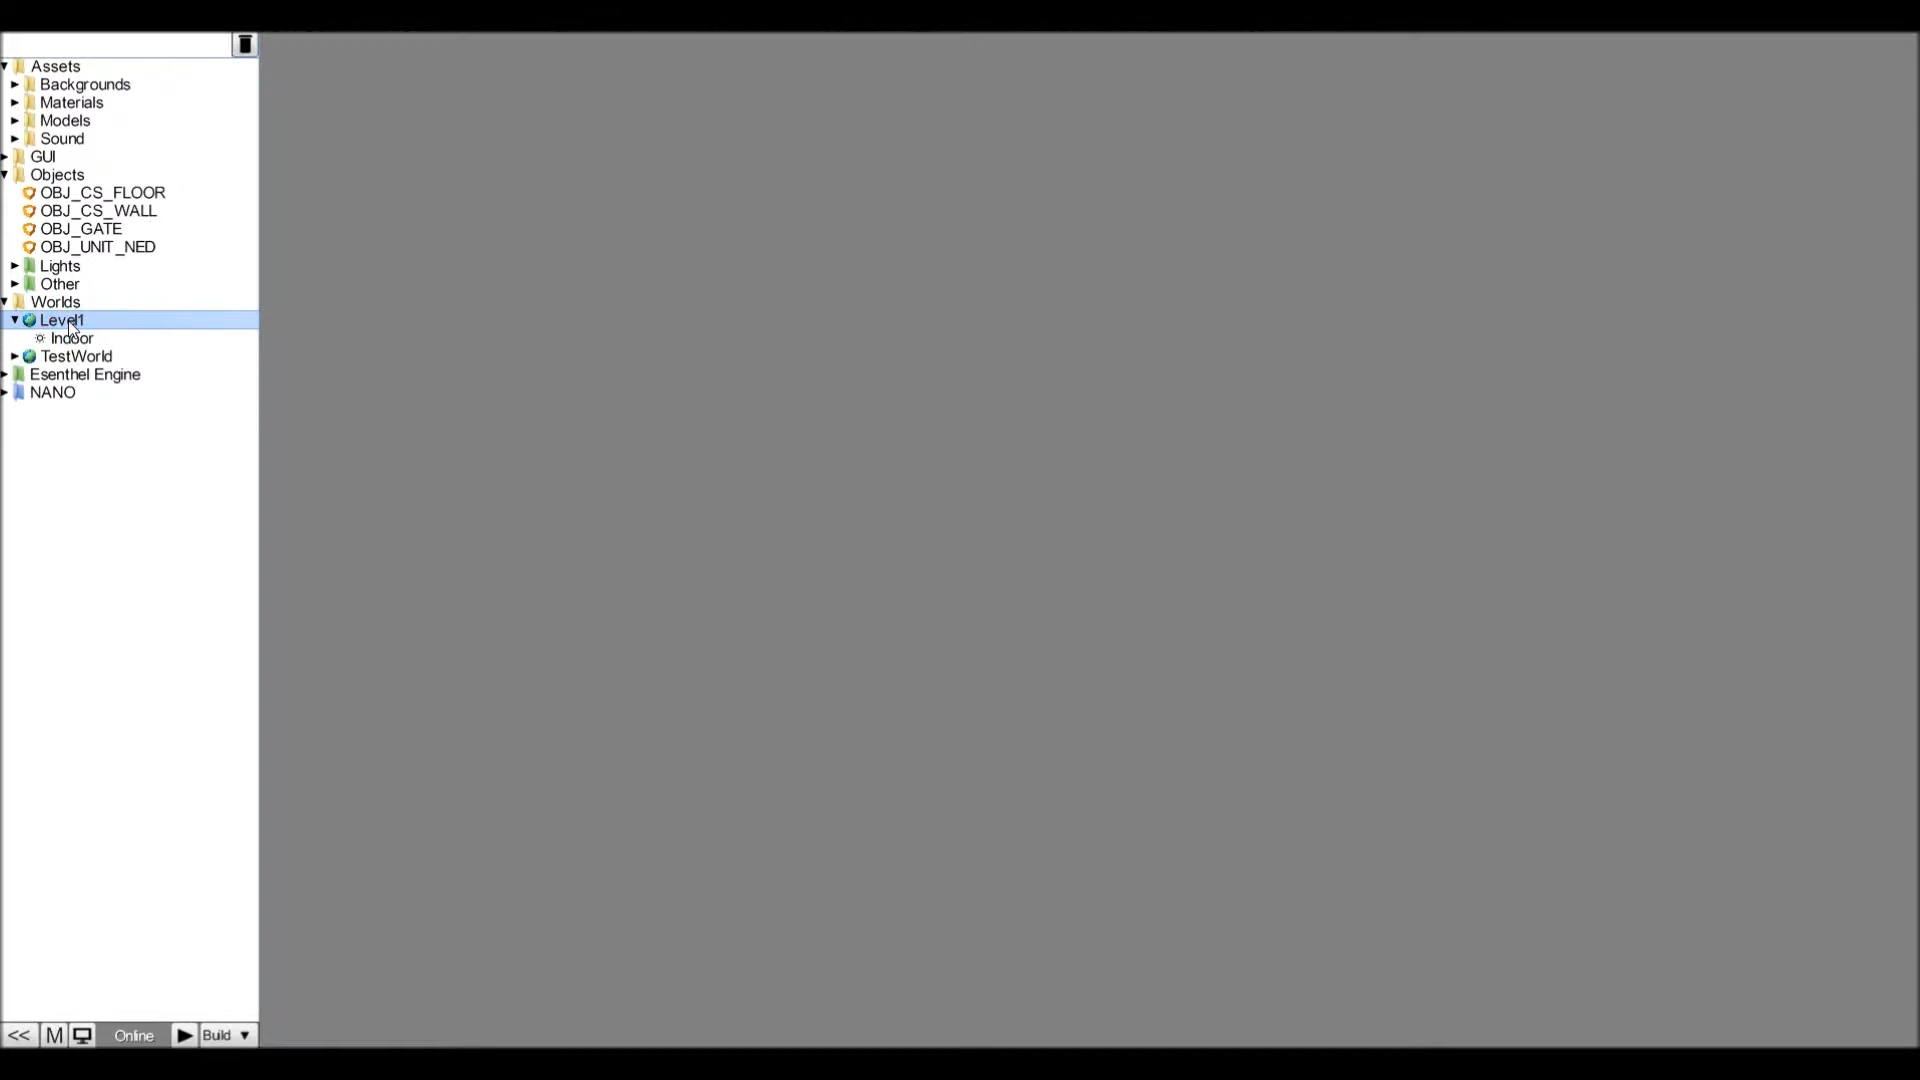 Assets
Backgrounds
Materials
Models
Sound
GUI
Objects
OBJ_CS_FLOOR
OBJ_CS_WALL
OBJ_GATE
OBJ_UNIT_NED
Lights
Other
Worlds
Level1
Indoor
TestWorld
Esenthel Engine
NANO
<< M Online Build